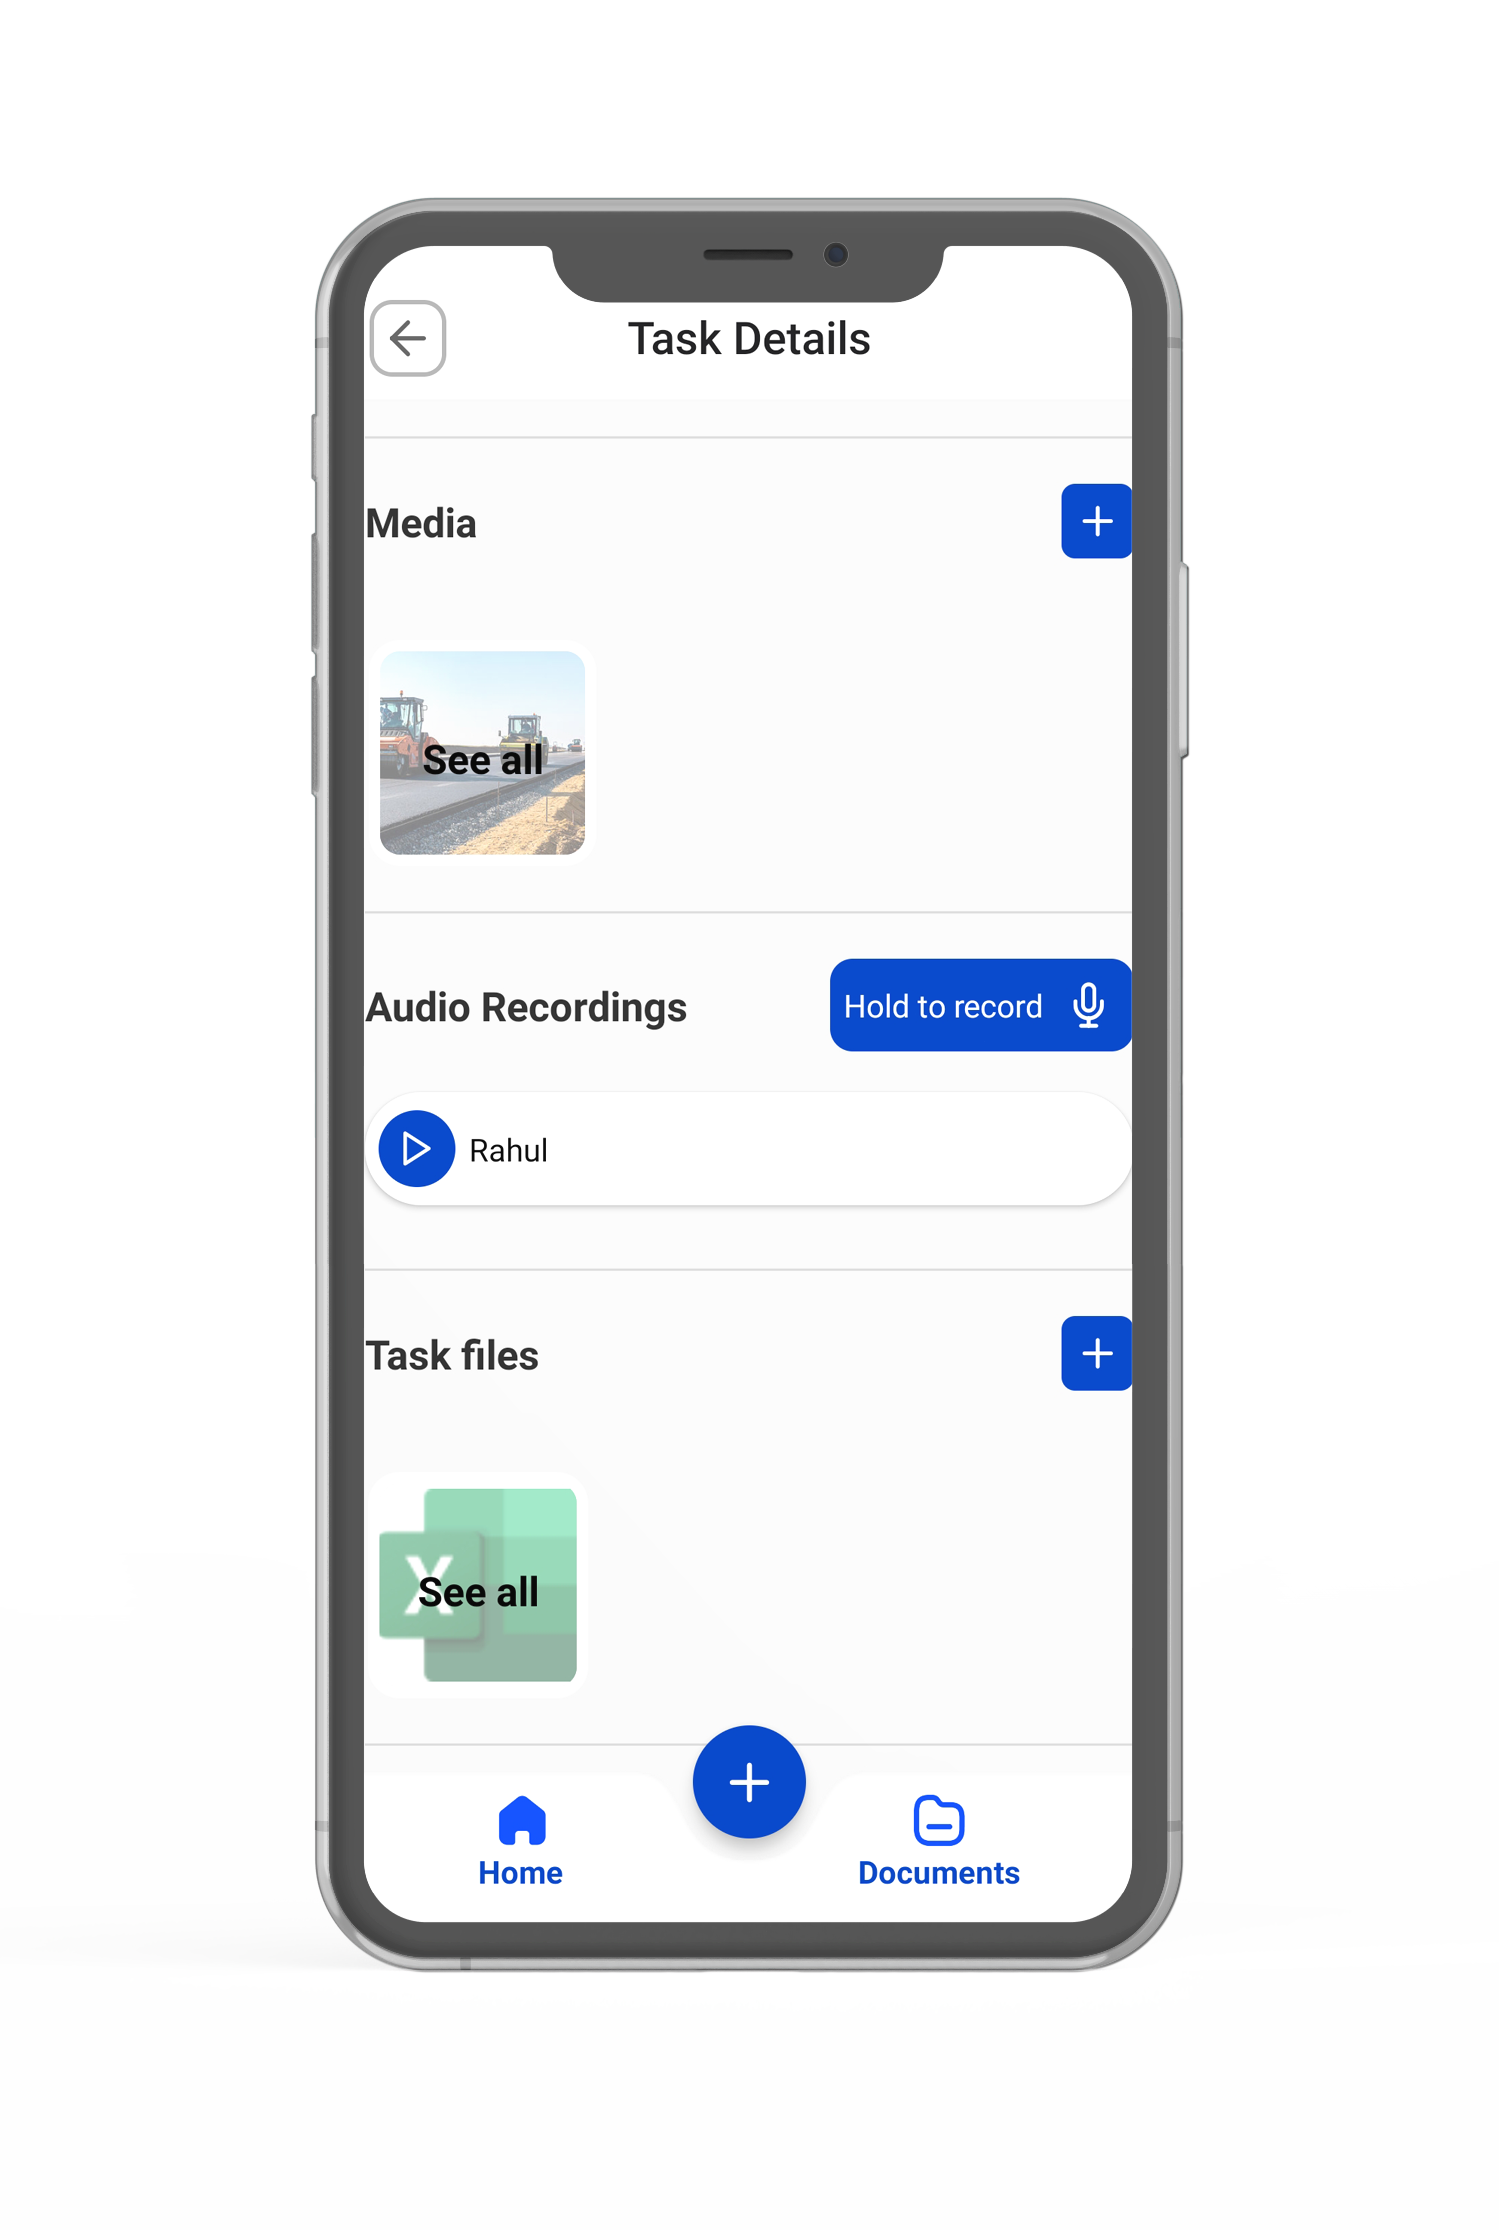 Task Details
Media
See all
Audio Recordings
Hold to record
Rahul
Task files
X
See all
Home
Documents